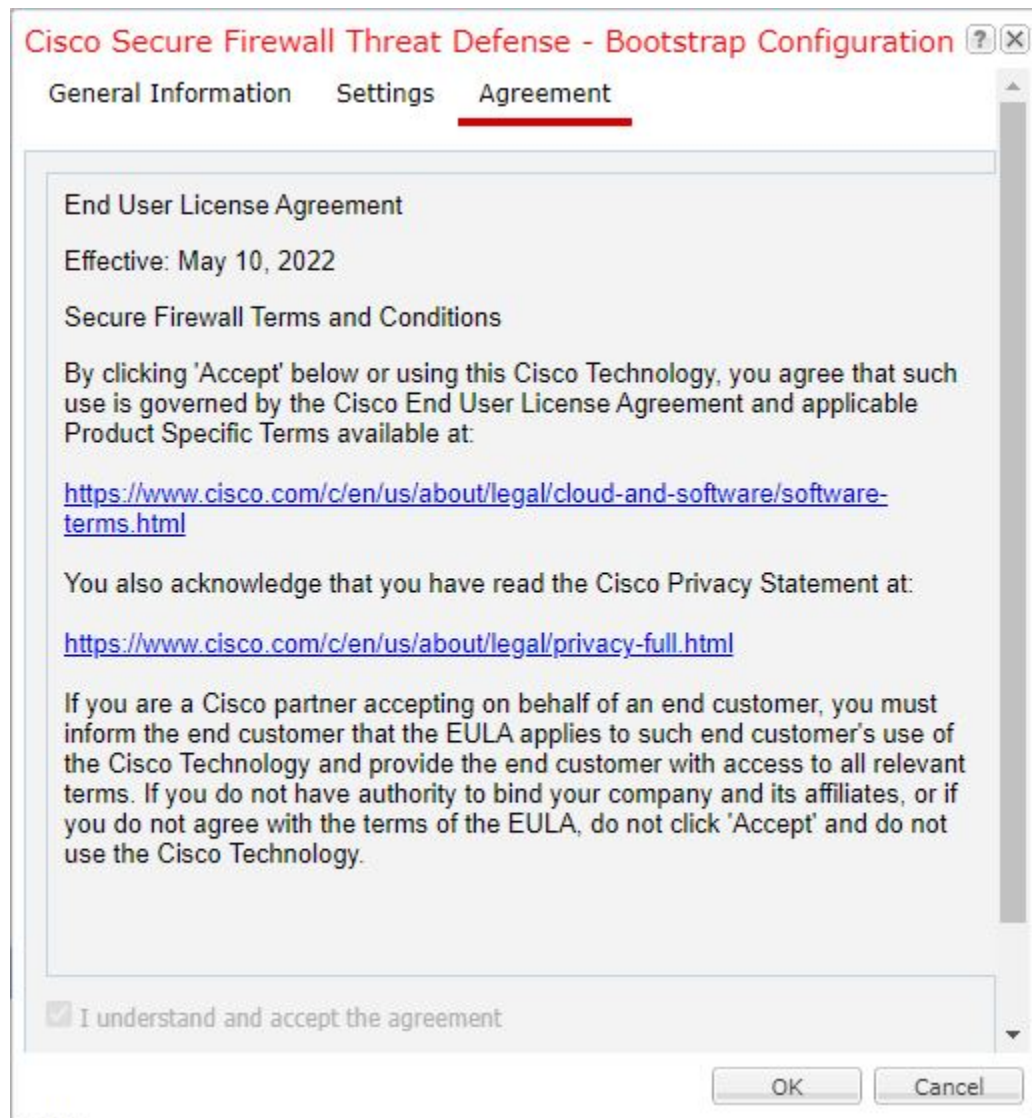 Cisco Secure Firewall Threat Defense - Bootstrap Configuration ? X
General Information Settings Agreement
End User License Agreement
Effective: May 10, 2022
Secure Firewall Terms and Conditions
By clicking 'Accept' below or using this Cisco Technology, you agree that such
use is governed by the Cisco End User License Agreement and applicable
Product Specific Terms available at:
https://www.cisco.com/c/en/us/about/legal/cloud-and-software/software-
terms.html
You also acknowledge that you have read the Cisco Privacy Statement at:
https://www.cisco.com/c/en/us/about/legal/privacy-full.html
If you are a Cisco partner accepting on behalf of an end customer, you must
inform the end customer that the EULA applies to such end customer's use of
the Cisco Technology and provide the end customer with access to all relevant
terms. If you do not have authority to bind your company and its affiliates, or if
you do not agree with the terms of the EULA, do not click 'Accept' and do not
use the Cisco Technology.
I understand and accept the agreement
OK Cancel